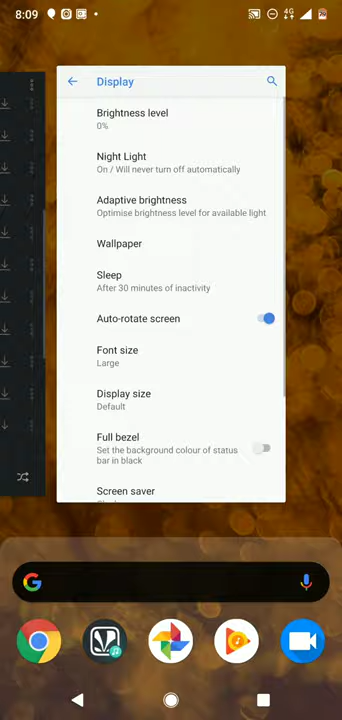 8:09
4G
Display
Brightness level
0%
Night Light
On / Will never turn off automatically
Adaptive brightness
Optimise brightness level for available light
Wallpaper
Sleep
After 30 minutes of inactivity
Auto-rotate screen
Font size
Large
Display size
Default
Full bezel
Set the background colour of status
bar in black
Screen saver